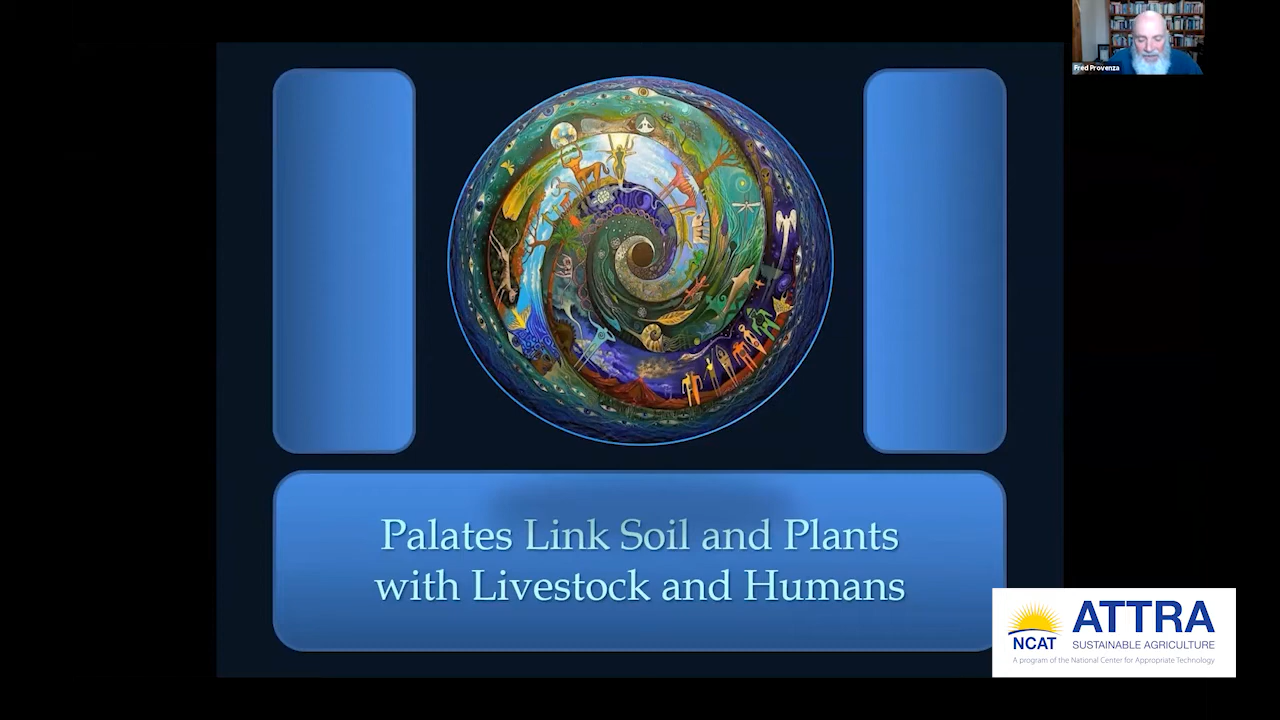 Fred Provenza
Palates Link Soil and Plants
with Livestock and Humans
NCAT
ATTRA
SUSTAINABLE AGRICULTURE
A program of the National Center for Appropriate Technology